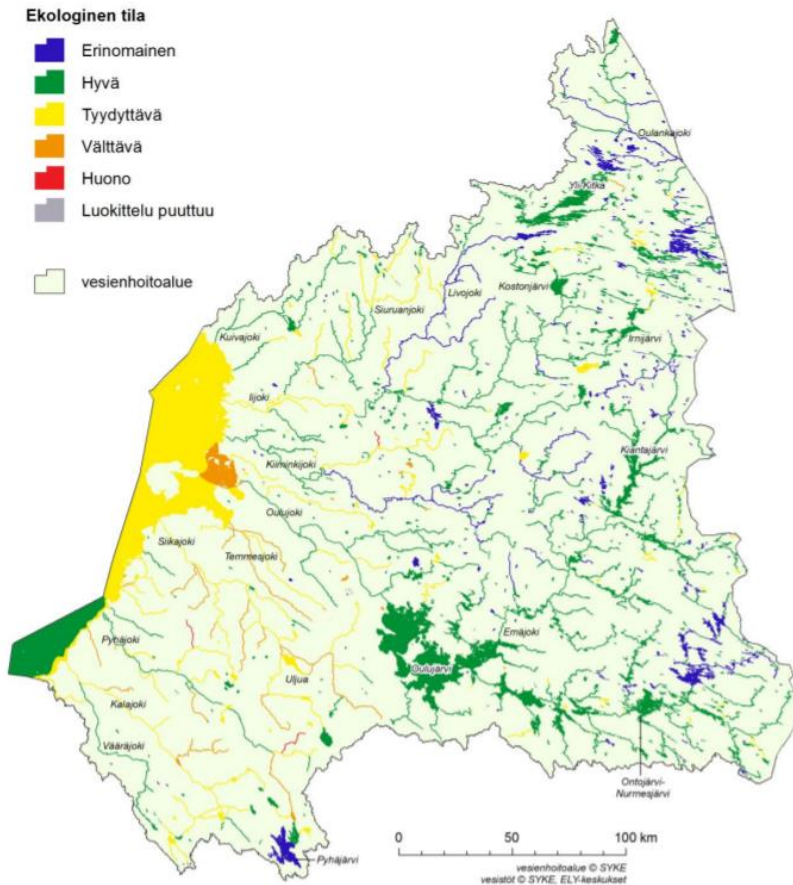 Ekologinen tila
Erinomainen
Hyvä
Tyydyttävä
Välttävä
Huono
Luokittelu puuttuu
vesienhoitoalue
Oulankajoki
Yli-Kitka
Livojoki
Kostonjärvi
Siuruanjoki
Kuivajoki
Irnijärvi
Iijoki
Kiantajärvi
Kiiminkijoki
Oulujoki
Siikajoki
Temmesjoki
Pyhäjoki
Emäjoki
Oulujärvi
Uljua
Kalajoki
Vääräjoki
Ontojärvi-
Nurmesjärvi
Pyhäjärvi
0 50 100 km
vesienhoitoalue © SYKE
vesistöt © SYKE, ELY-keskukset